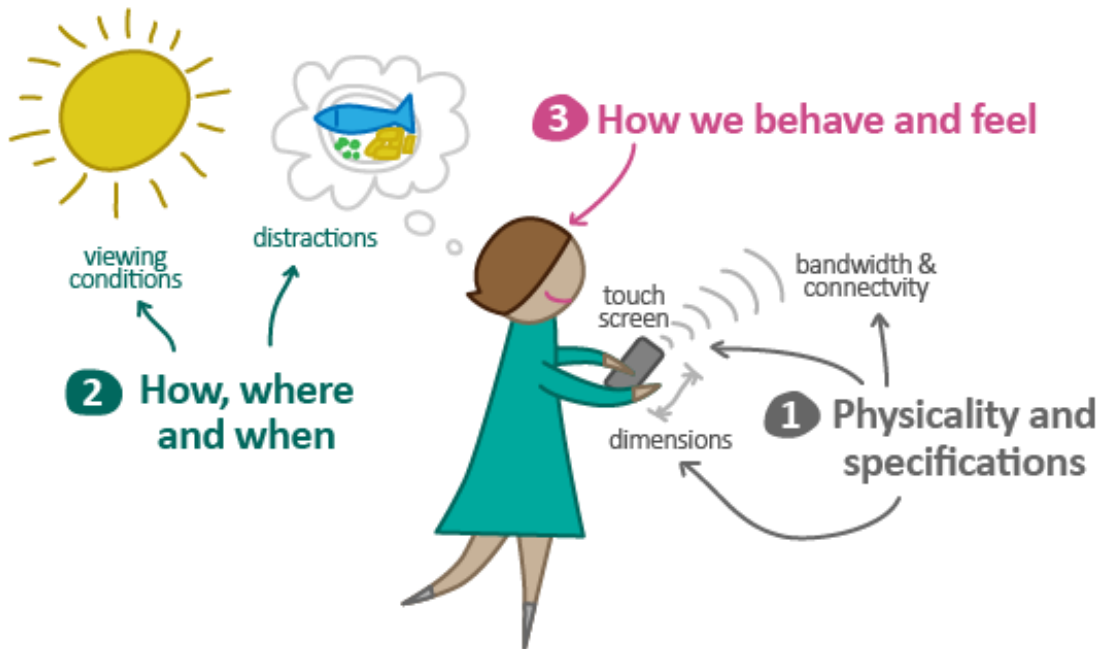 3 How we behave and feel
distractions
viewing
conditions
bandwidth &
connectvity
touch
screen
2 How, where
and when
1 Physicality and
specifications
dimensions